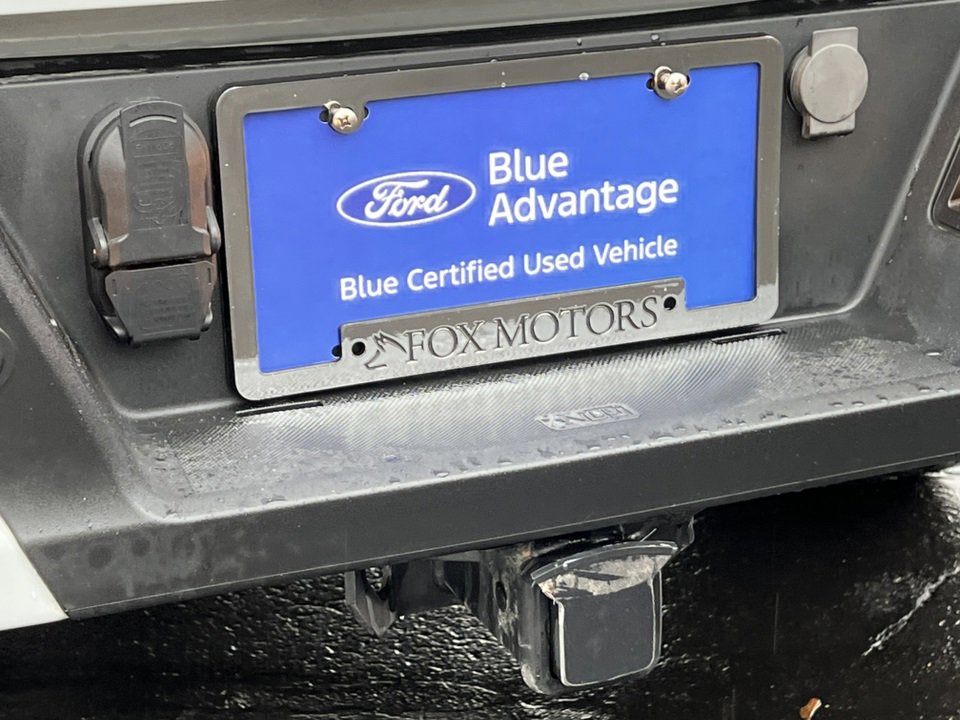 Ford
Blue
Advantage
Blue Certified Used Vehicle
FOX MOTORS